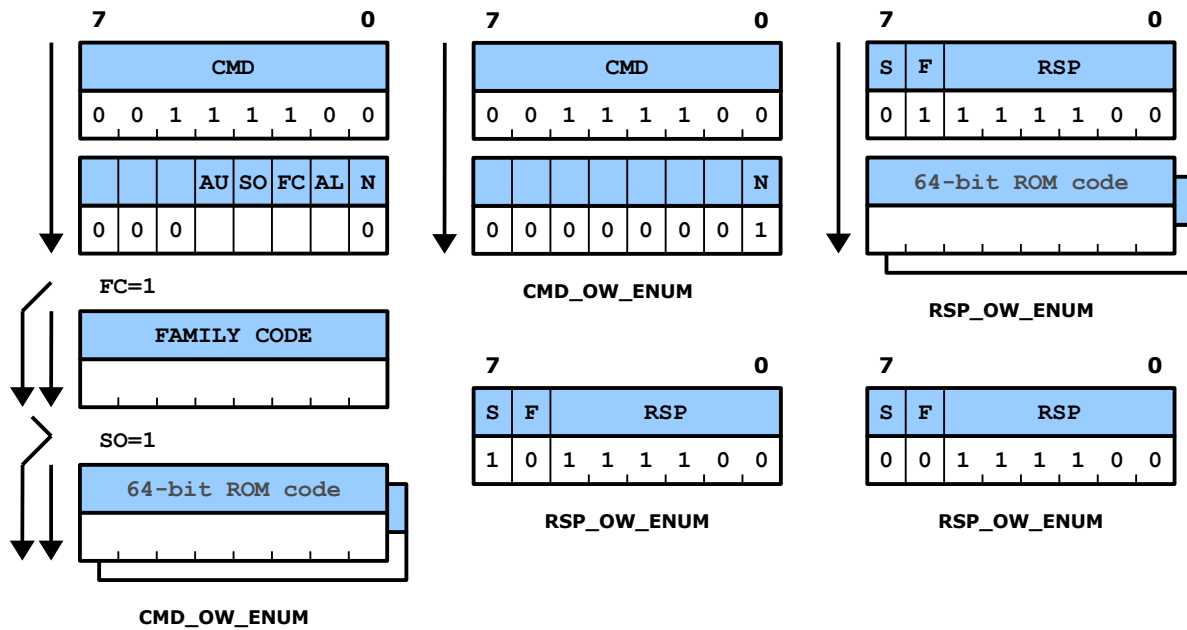 7 0
CMD
0 0 1 1 1 1 0 0
AU SO FC AL N
0 0 0 0
FC=1
FAMILY CODE
SO=1
64-bit ROM code
CMD_OW_ENUM
7 0
CMD
0 0 1 1 1 1 0 0
N
0 0 0 0 0 0 0 1
CMD_OW_ENUM
7 0
S F RSP
1 0 1 1 1 1 0 0
RSP_OW_ENUM
7 0
S F RSP
0 1 1 1 1 1 0 0
64-bit ROM code
RSP_OW_ENUM
7 0
S F RSP
0 0 1 1 1 1 0 0
RSP_OW_ENUM